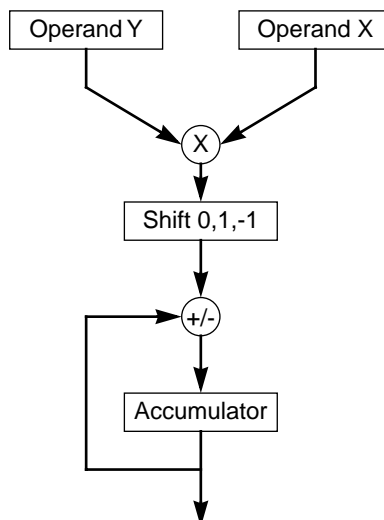 Operand Y
Operand X
X
Shift 0,1,-1
+/-
Accumulator